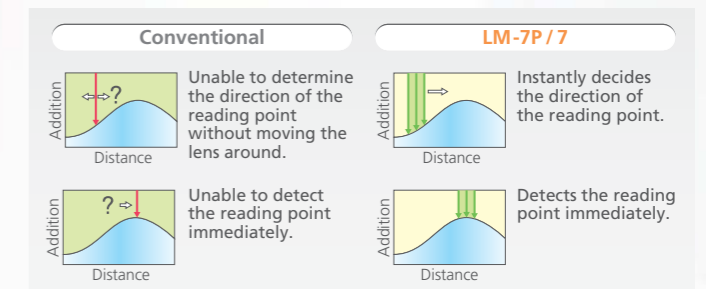 Conventional
Addition
?
Distance
Unable to determine
the direction of the
reading point
without moving the
lens around.
Addition
?
Distance
Unable to detect
the reading point
immediately.
LM-7P / 7
Addition
Distance
Instantly decides
the direction of
the reading point.
Addition
Distance
Detects the reading
point immediately.